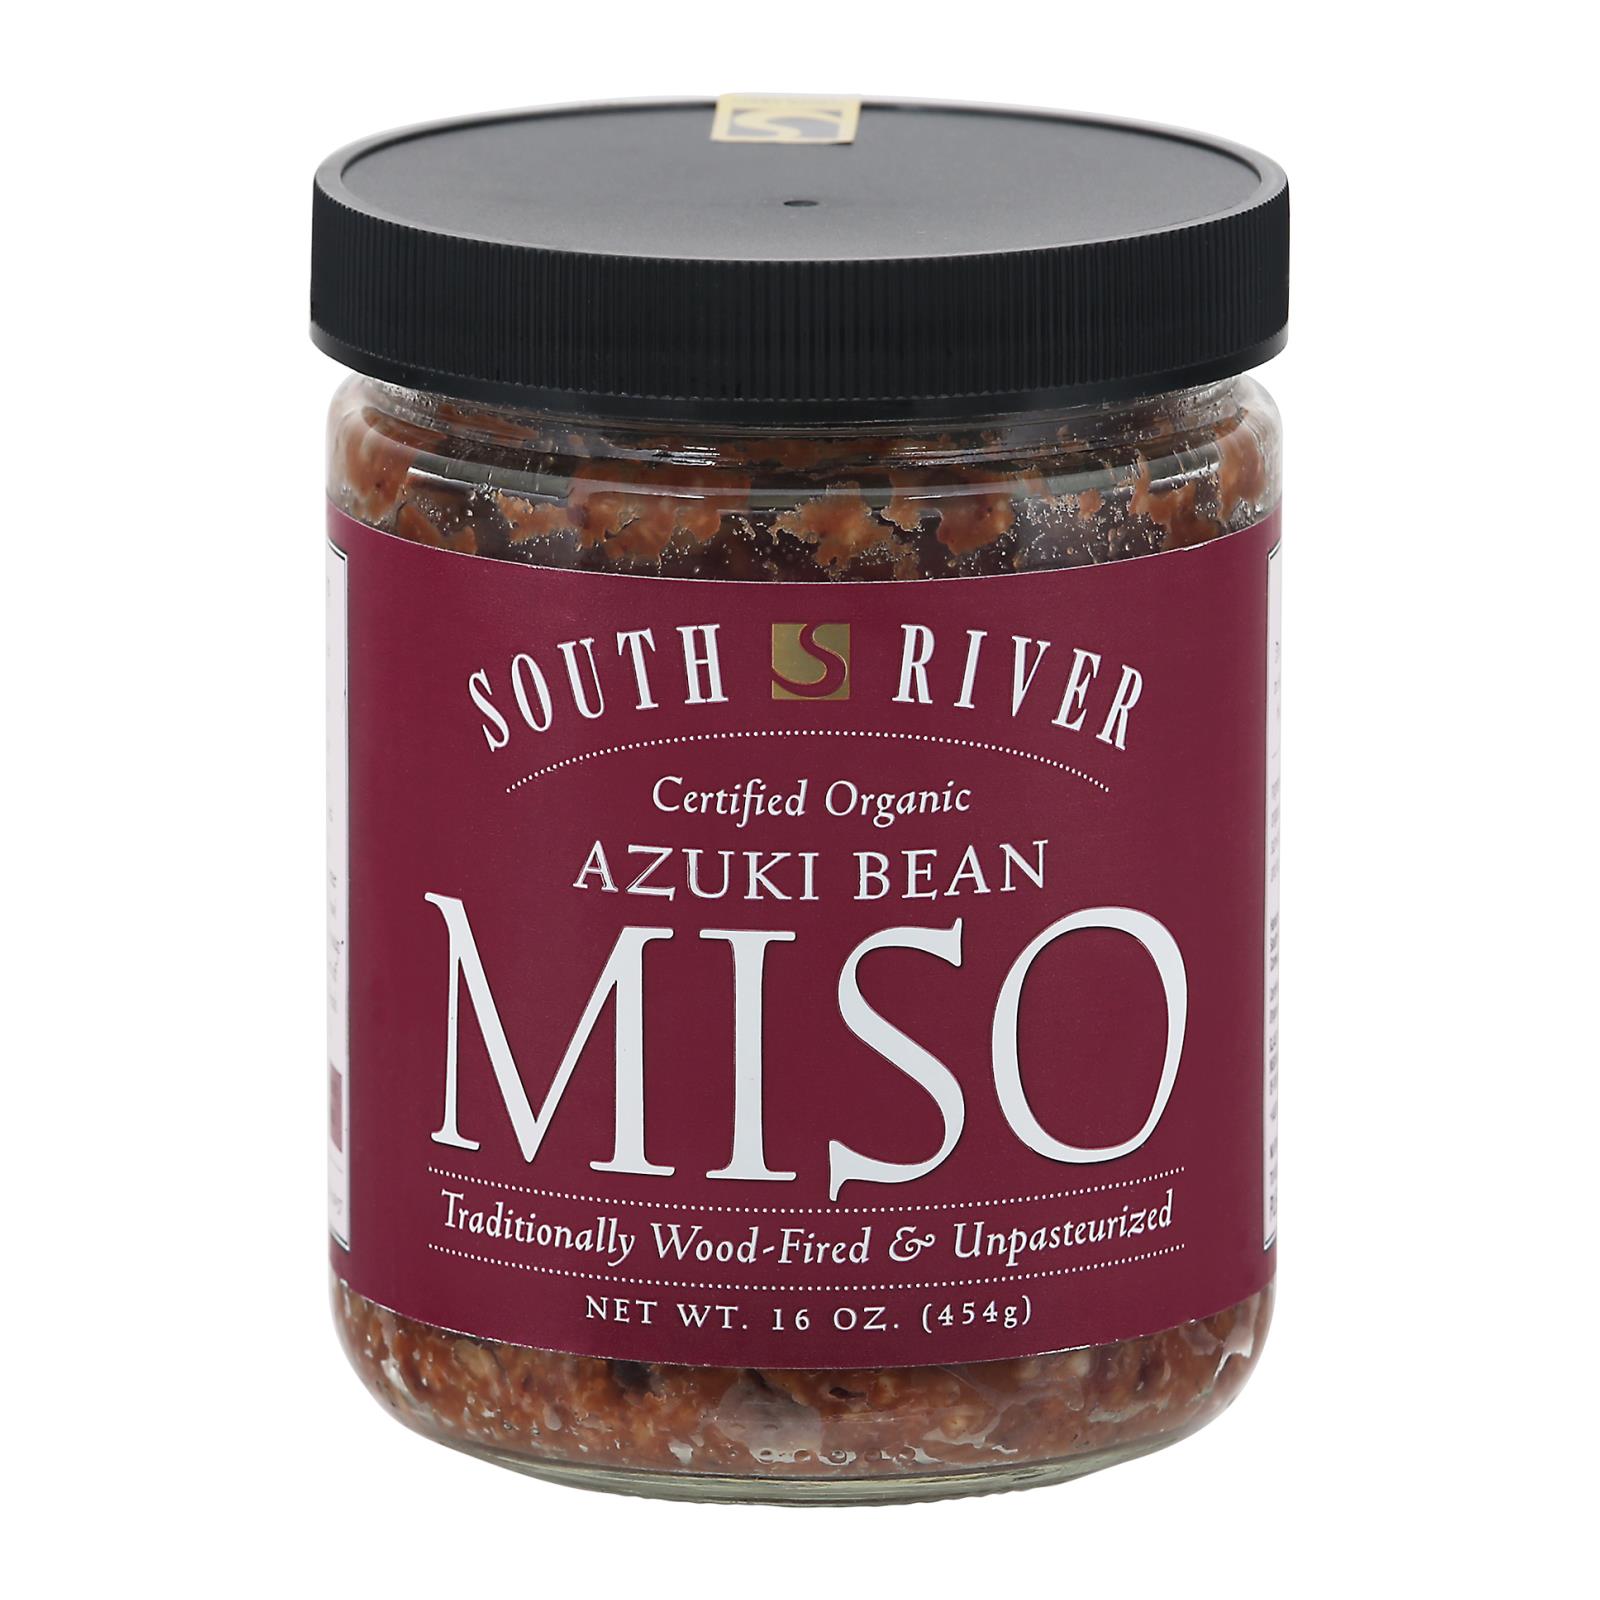 SOUTH RIVER
Certified Organic
AZUKI BEAN
MISO
Traditionally Wood-Fired & Unpasteurized
NET WT. 16 OZ. (454g)